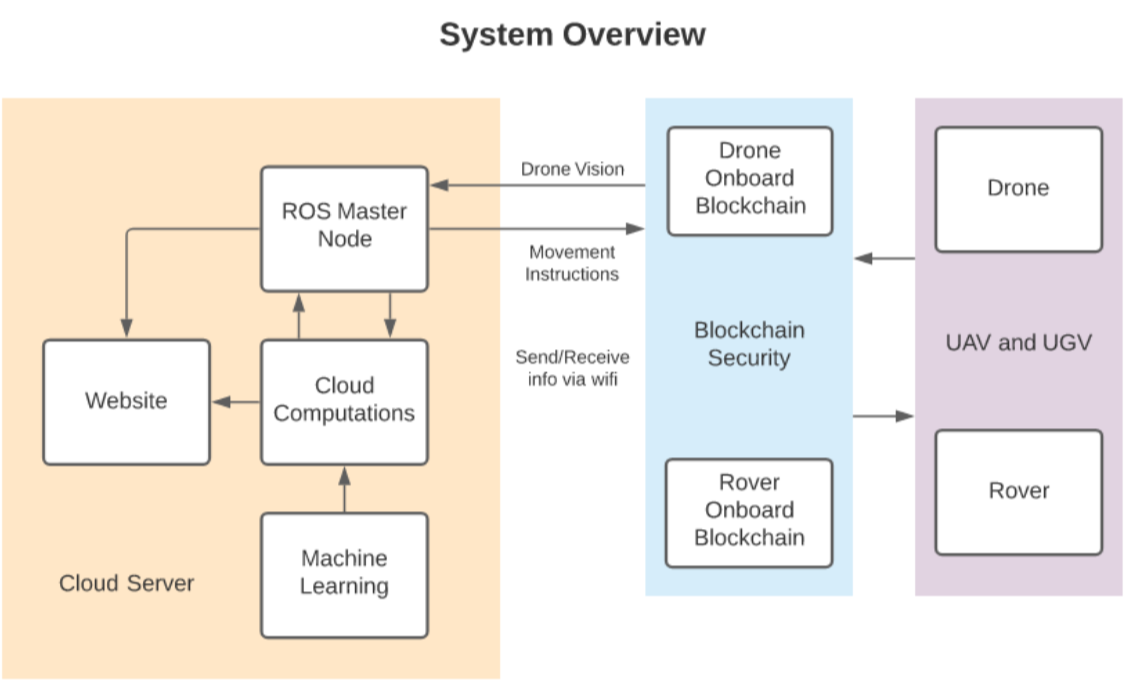 System Overview
ROS Master
Node
Website
Cloud
Computations
Machine
Learning
Cloud Server
Drone Vision
Movement
Instructions
Send/Receive
info via wifi
Drone
Onboard
Blockchain
Blockchain
Security
Rover
Onboard
Blockchain
Drone
UAV and UGV
Rover